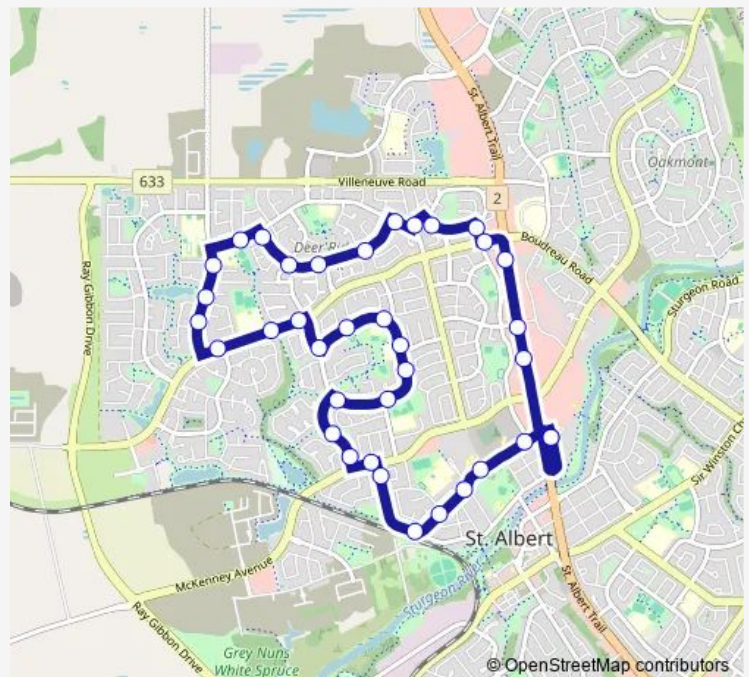 St. Albert Trail
Oakmont
633
Villeneuve Road
2
Deer Ri
Boudreau Road
Sturgeon Road
Ray Gibbon Drive
Sir Winston Ch
St. Albert
McKenney Avenue
St. Albert Trail
Sturgeon River
Ray Gibbon Drive
Grey Nuns
White Spruce
© OpenStreetMap contributors